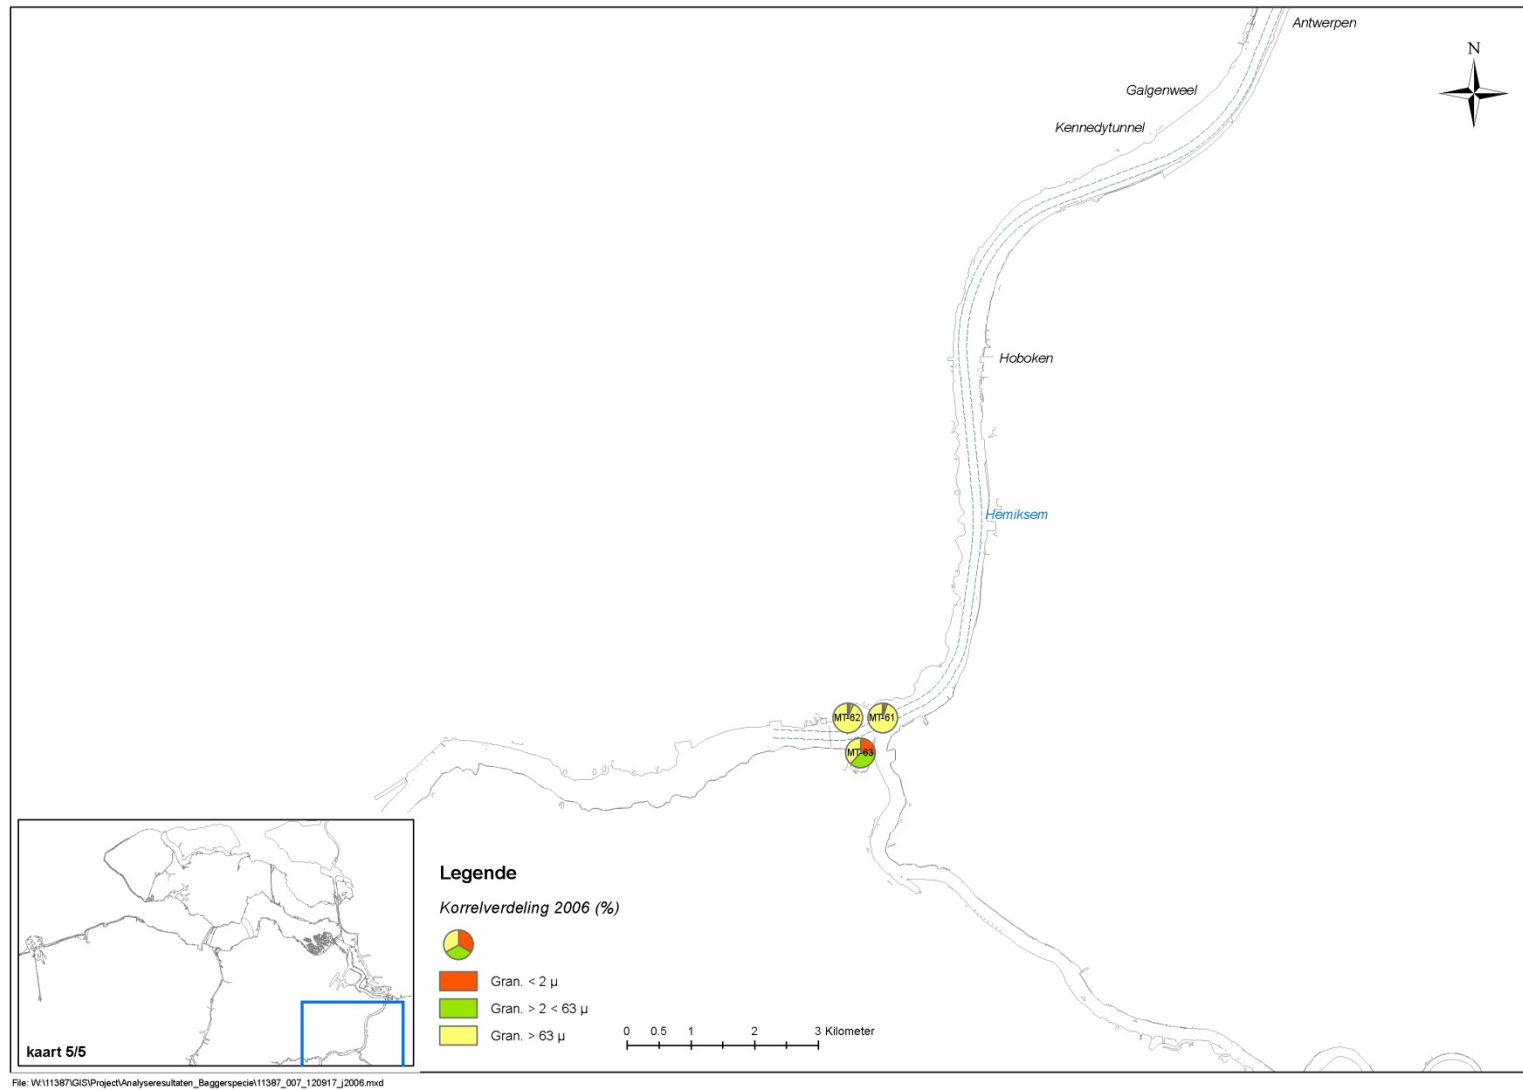 Antwerpen
N
Galgenweel
Kennedytunnel
Hoboken
Hemiksem
MT-62
MT-61
MT-63
Legende
Korrelverdeling 2006 (%)
Gran. < 2 µ
Gran. > 2 < 63 µ
Gran. > 63 µ
0 0.5 1 2 3 Kilometer
kaart 5/5
File: W:\11387\GIS\Project\Analyseresultaten_Baggerspecie\11387_007_120917_j2006.mxd